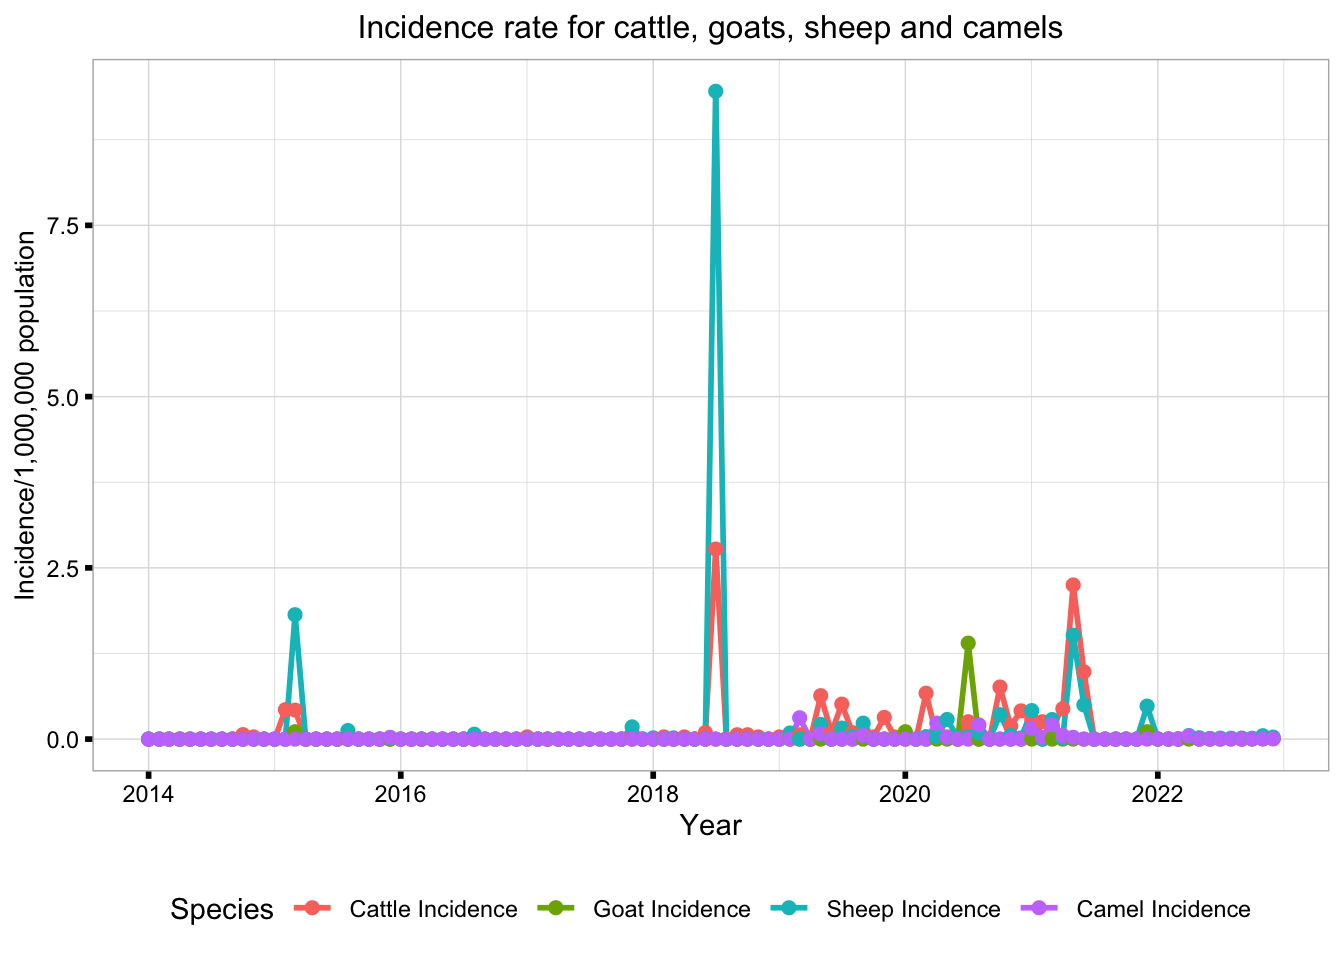 Incidence rate for cattle, goats, sheep and camels
Incidence/1,000,000 population
7.5
5.0
2.5
0.0
2014 2016 2018 2020 2022
Year
Species Cattle Incidence Goat Incidence Sheep Incidence Camel Incidence